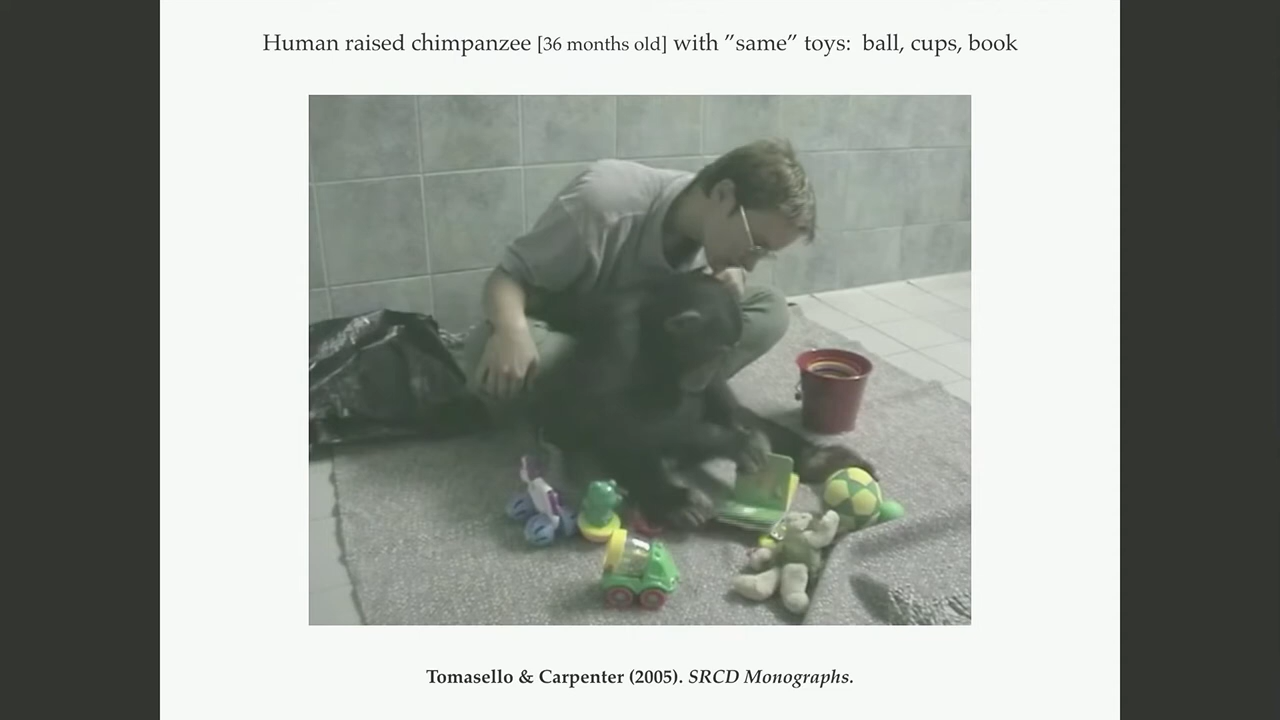 Human raised chimpanzee [36 months old] with ”same” toys: ball, cups, book
Tomasello & Carpenter (2005). SRCD Monographs.